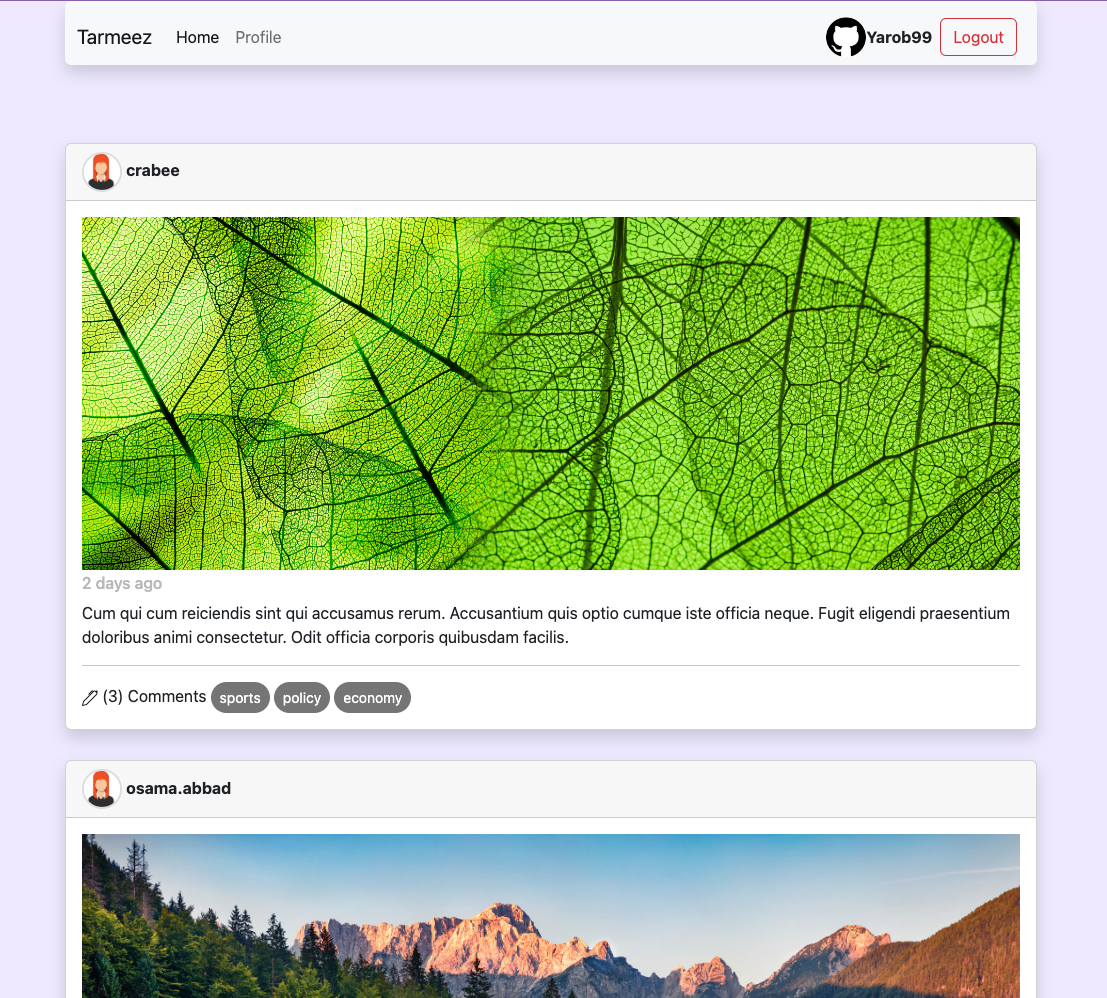 Tarmeez Home Profile Yarob99 Logout
crabee
2 days ago
Cum qui cum reiciendis sint qui accusamus rerum. Accusantium quis optio cumque iste officia neque. Fugit eligendi praesentium
doloribus animi consectetur. Odit officia corporis quibusdam facilis.
(3) Comments sports policy economy
osama.abbad